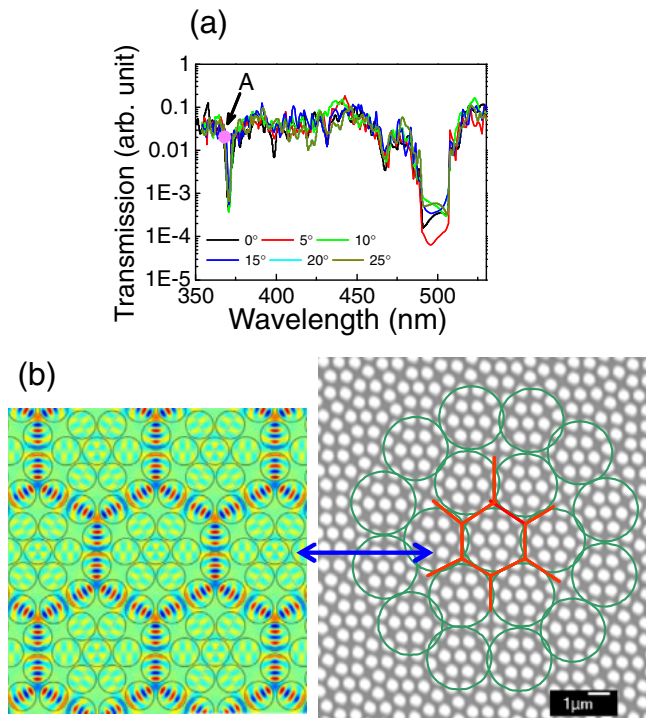 (a)
Transmission (arb. unit)
1
0.1
0.01
1E-3
1E-4
1E-5
A
0° 5° 10°
15° 20° 25°
350 400 450 500
Wavelength (nm)
(b)
1μm